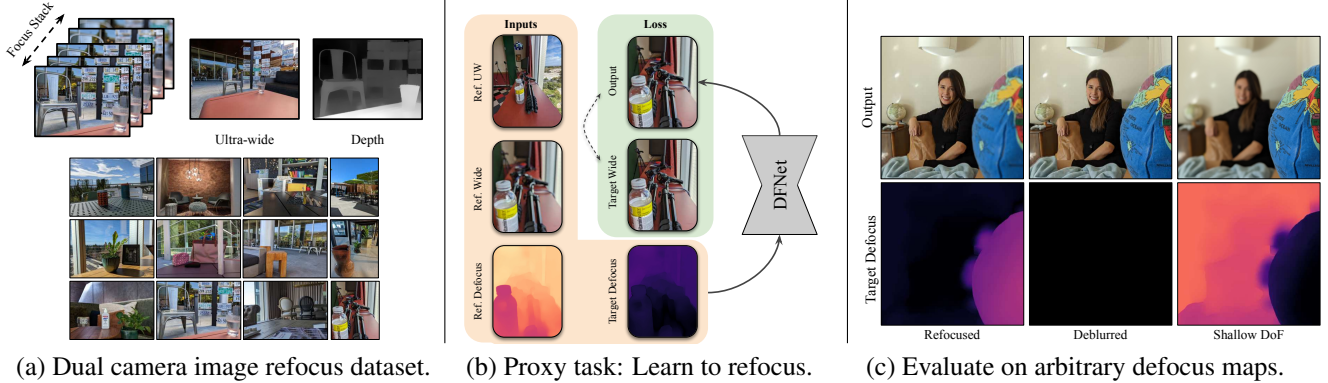 Focus Stack
Ultra-wide
Depth
(a) Dual camera image refocus dataset.
Inputs
Loss
Ref. UW
Output
Ref. Wide
Target Wide
Ref. Defocus
Target Defocus
DFNet
(b) Proxy task: Learn to refocus.
Output
Target Defocus
Refocused
Deblurred
Shallow DoF
(c) Evaluate on arbitrary defocus maps.